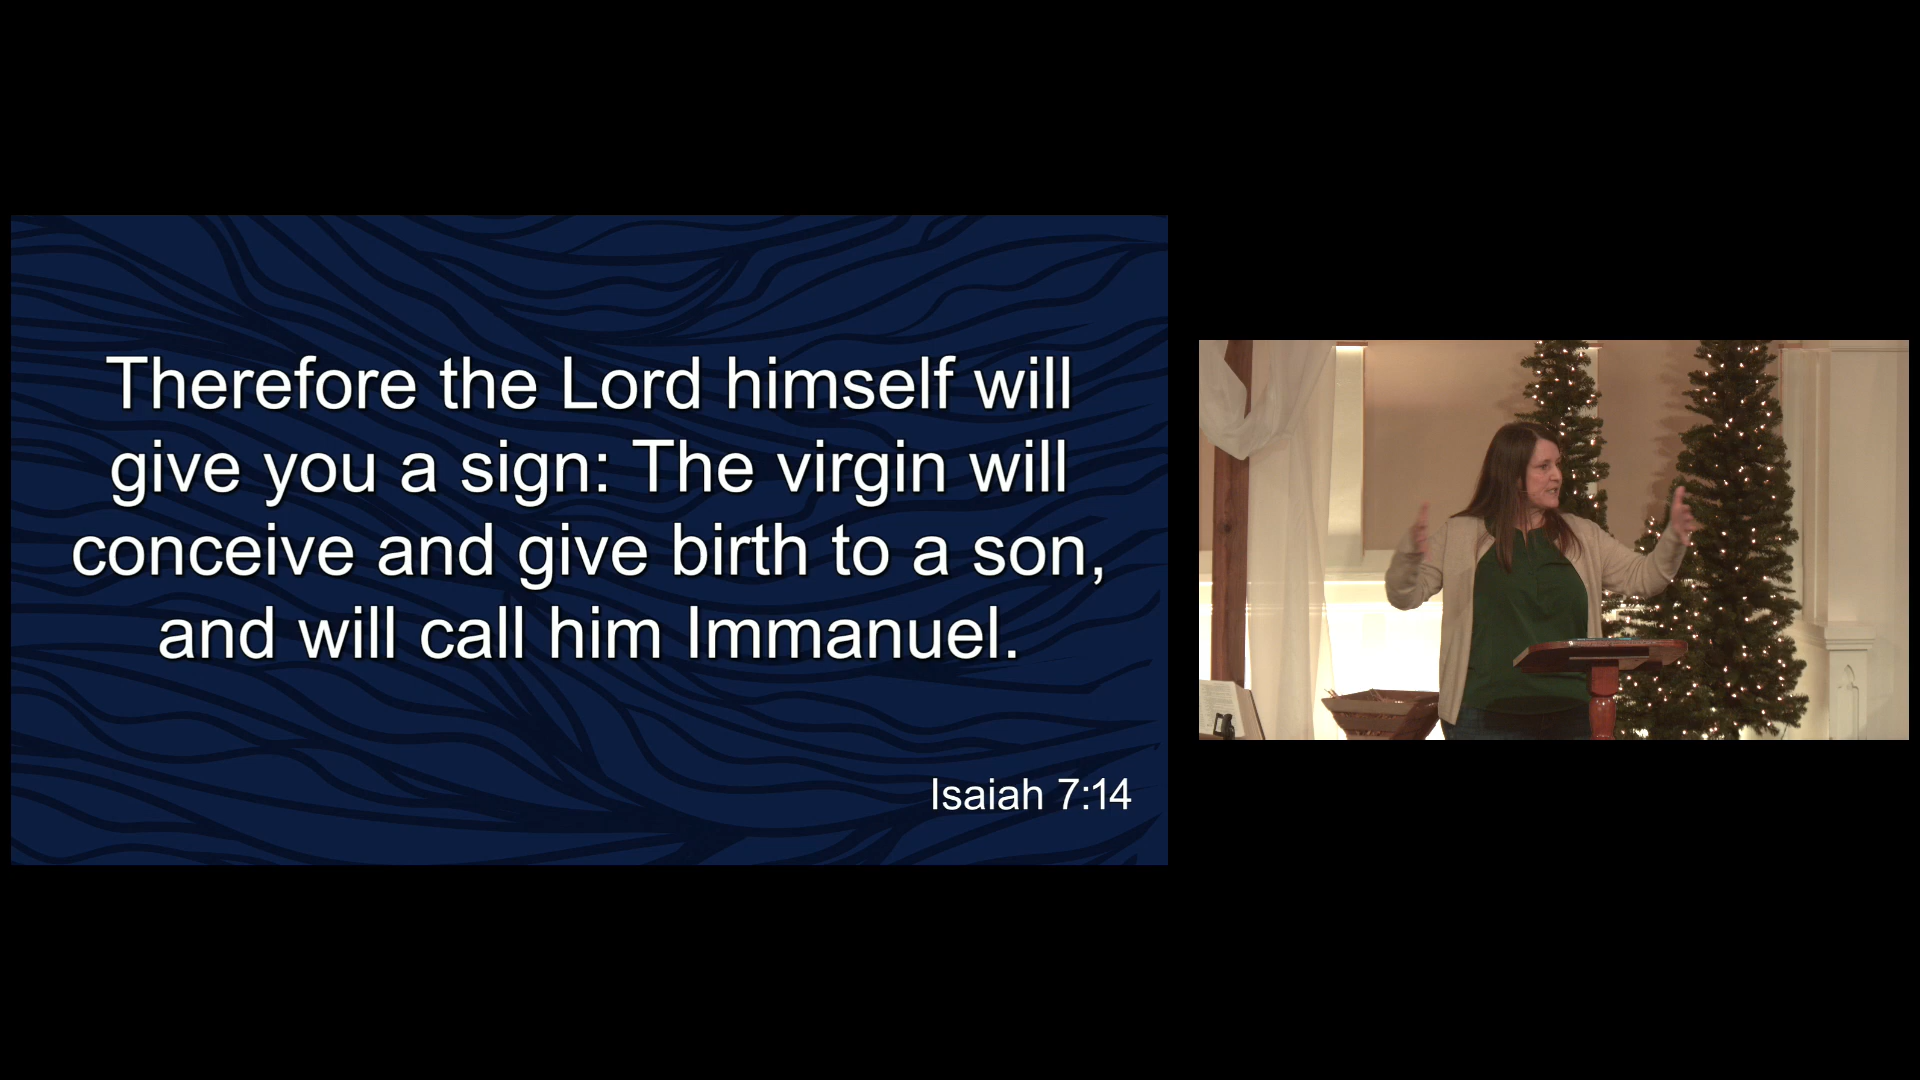 Therefore the Lord himself will
give you a sign: The virgin will
conceive and give birth to a son,
and will call him Immanuel.
Isaiah 7:14